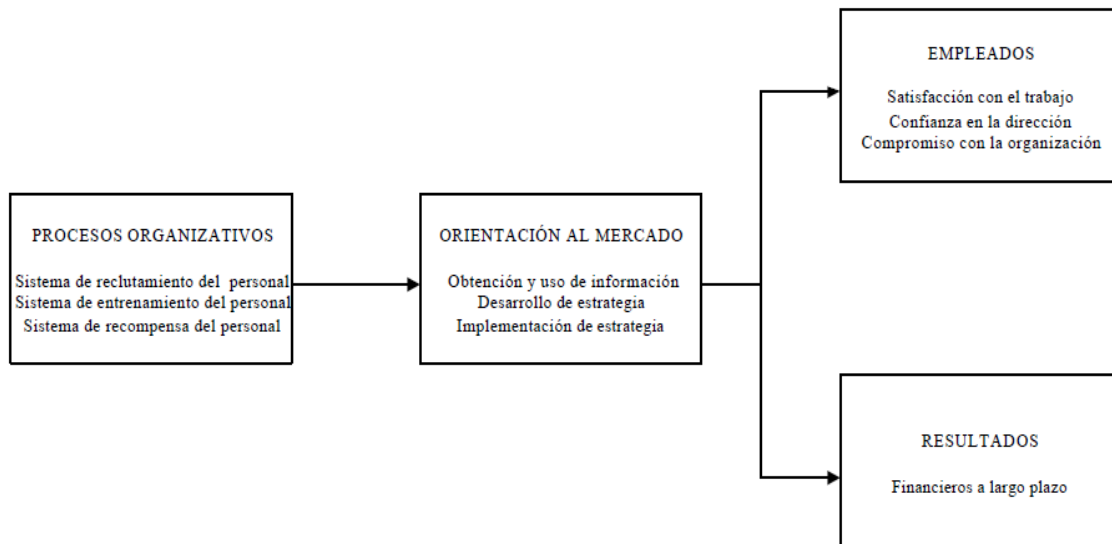 PROCESOS ORGANIZATIVOS
Sistema de reclutamiento del personal
Sistema de entrenamiento del personal
Sistema de recompensa del personal
ORIENTACIÓN AL MERCADO
Obtención y uso de información
Desarrollo de estrategia
Implementación de estrategia
EMPLEADOS
Satisfacción con el trabajo
Confianza en la dirección
Compromiso con la organización
RESULTADOS
Financieros a largo plazo